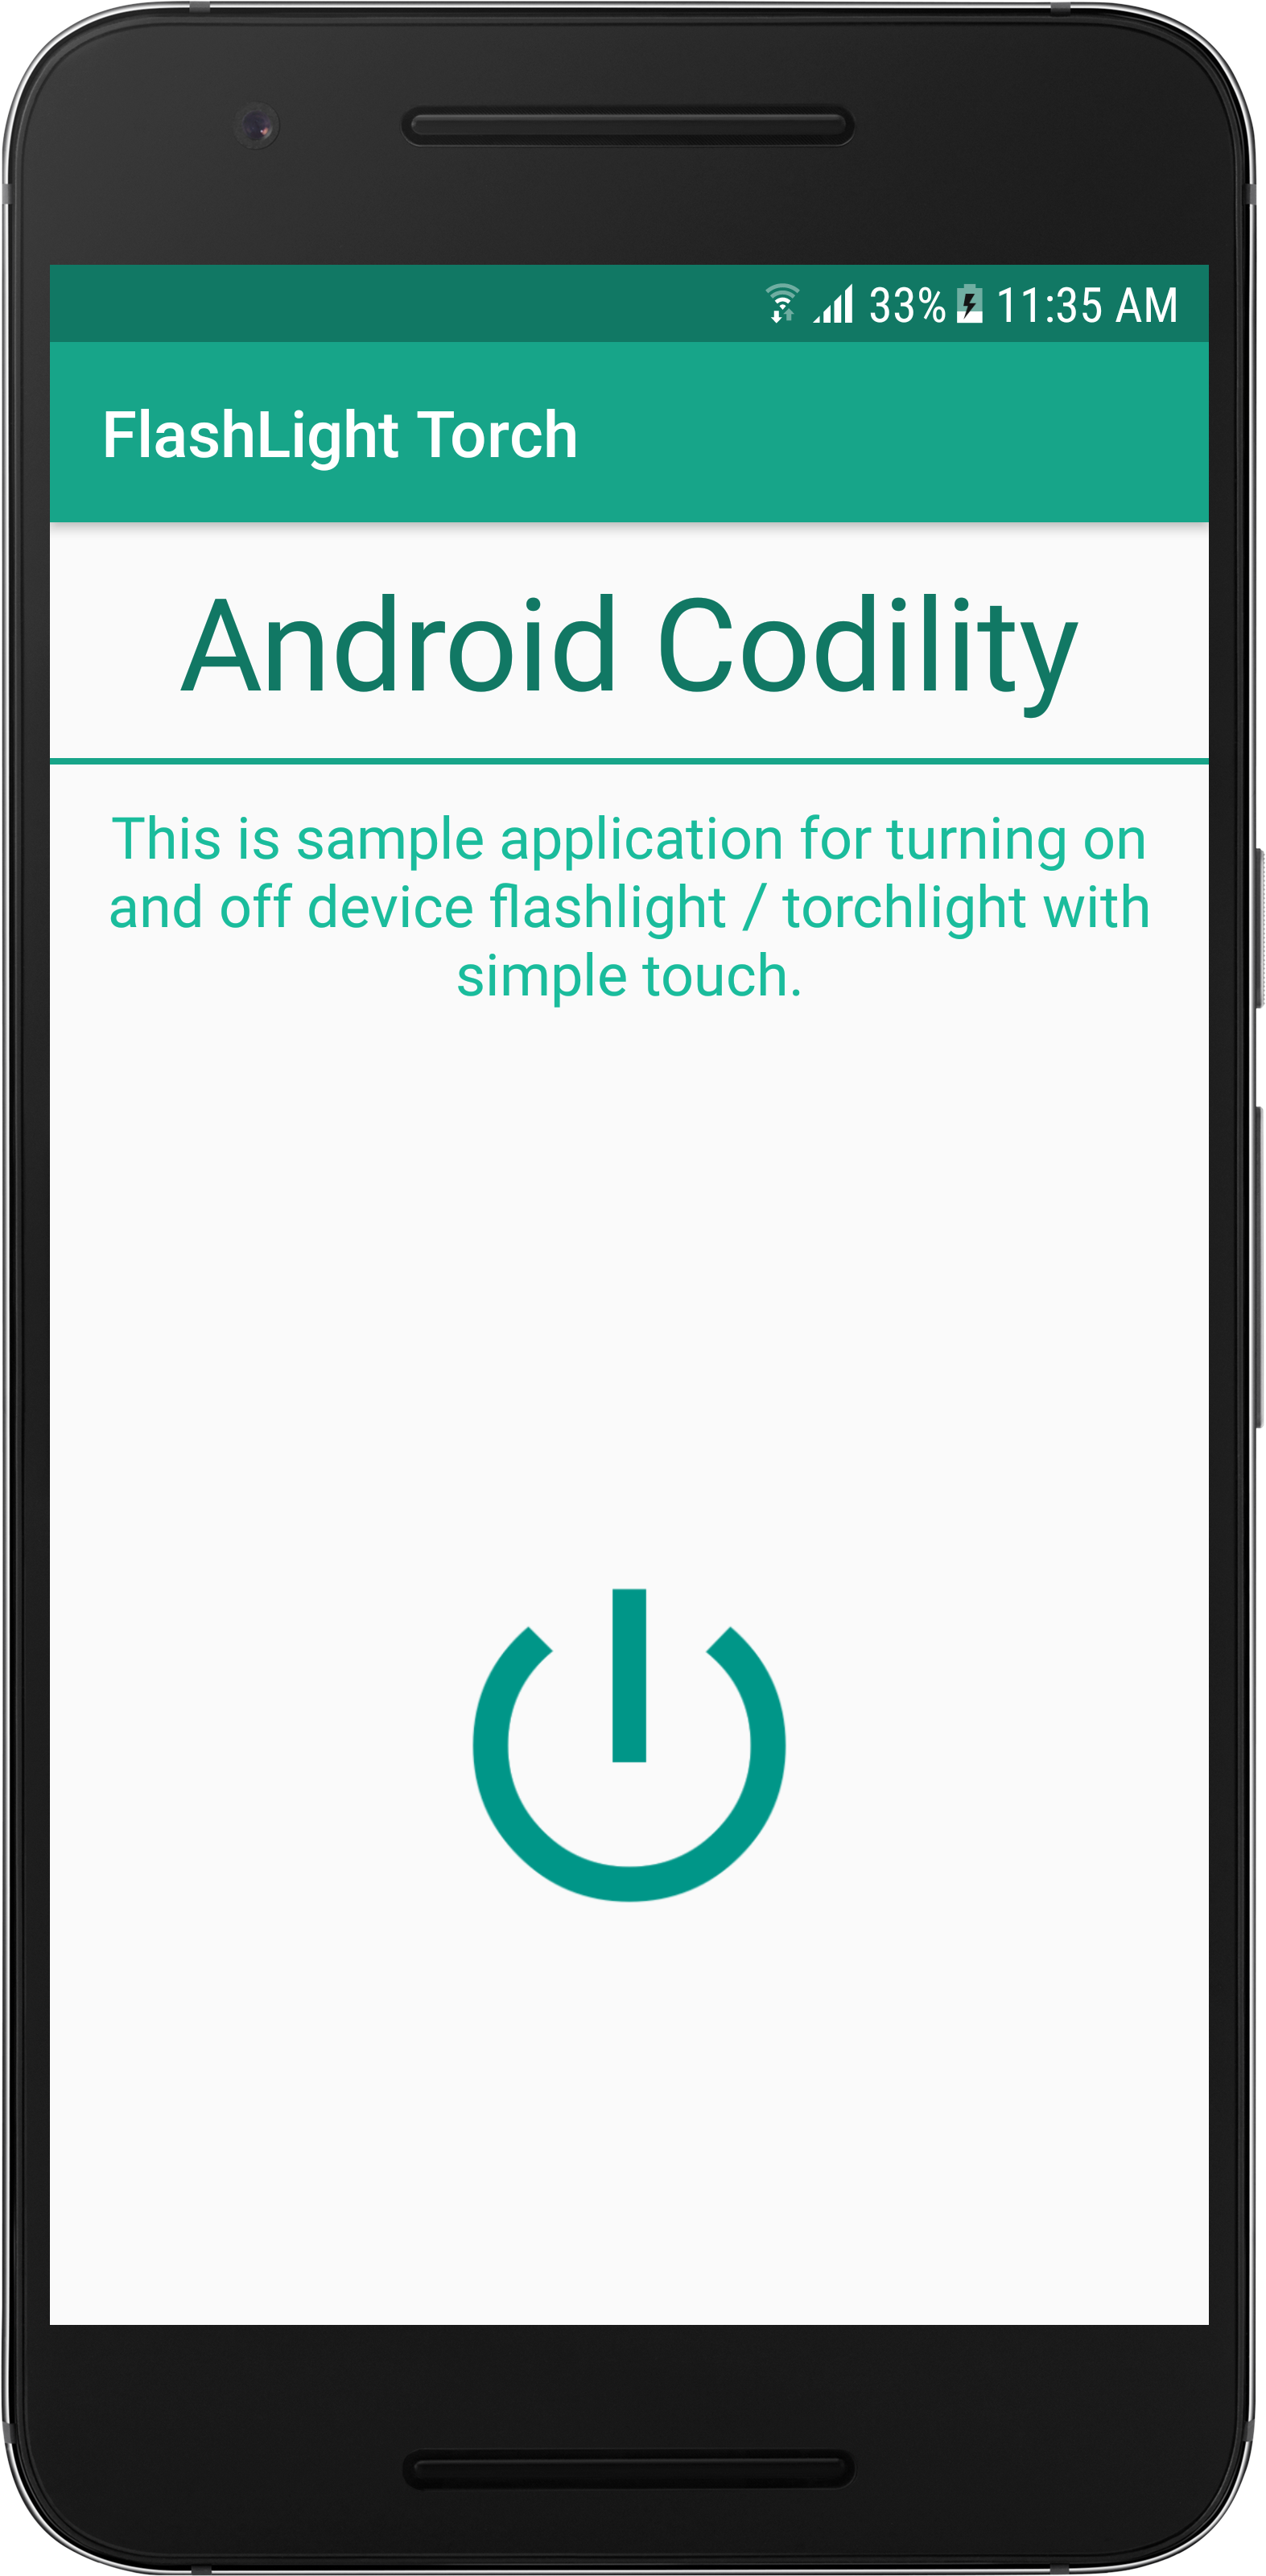 33% 11:35 AM
FlashLight Torch
Android Codility
This is sample application for turning on
and off device flashlight / torchlight with
simple touch.